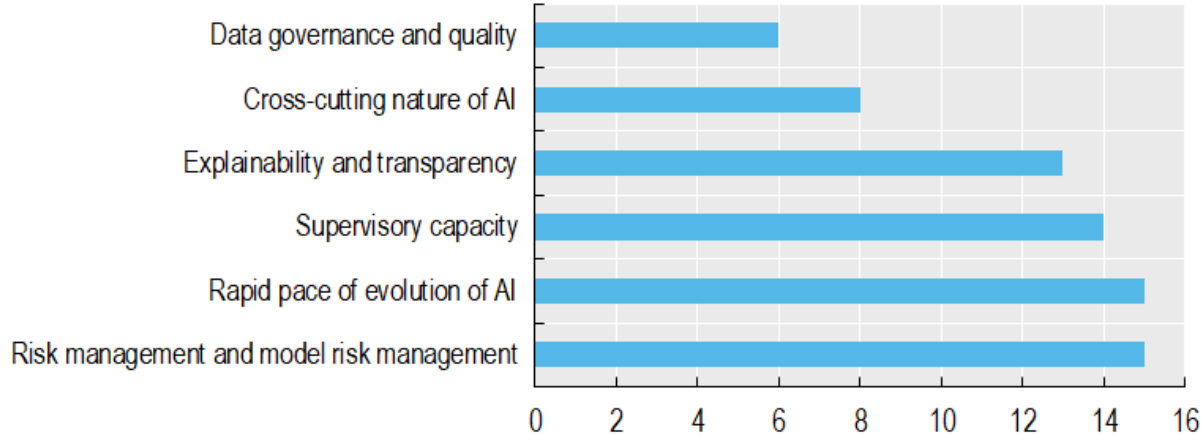 Data governance and quality
Cross-cutting nature of AI
Explainability and transparency
Supervisory capacity
Rapid pace of evolution of AI
Risk management and model risk management
0 2 4 6 8 10 12 14 16